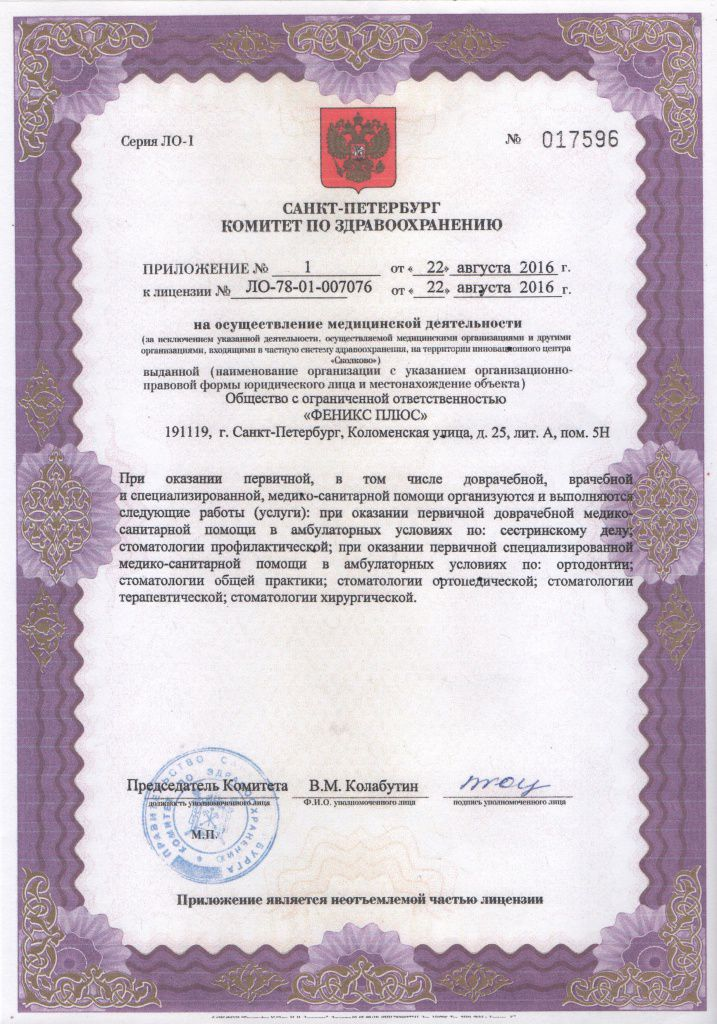 Серия ЛО-1 № 017596
САНКТ-ПЕТЕРБУРГ
КОМИТЕТ ПО ЗДРАВООХРАНЕНИЮ
ПРИЛОЖЕНИЕ № 1 от « 22 » августа 2016 г.
к лицензии № ЛО-78-01-007076 от « 22 » августа 2016 г.
на осуществление медицинской деятельности
(за исключением указанной деятельности, осуществляемой медицинскими организациями и другими
организациями, входящими в частную систему здравоохранения, на территории инновационного центра
«Сколково»)
выданной (наименование организации с указанием организационно-
правовой формы юридического лица и местонахождение объекта)
Общество с ограниченной ответственностью
«ФЕНИКС ПЛЮС»
191119, г. Санкт-Петербург, Коломенская улица, д. 25, лит. А, пом. 5Н
При оказании первичной, в том числе доврачебной, врачебной
и специализированной, медико-санитарной помощи организуются и выполняются
следующие работы (услуги): при оказании первичной доврачебной медико-
санитарной помощи в амбулаторных условиях по: сестринскому делу;
стоматологии профилактической; при оказании первичной специализированной
медико-санитарной помощи в амбулаторных условиях по: ортодонтии;
стоматологии общей практики; стоматологии ортопедической; стоматологии
терапевтической; стоматологии хирургической.
Председатель Комитета В.М. Колабутин
должность уполномоченного лица Ф.И.О. уполномоченного лица подпись уполномоченного лица
М.П.
Приложение является неотъемлемой частью лицензии